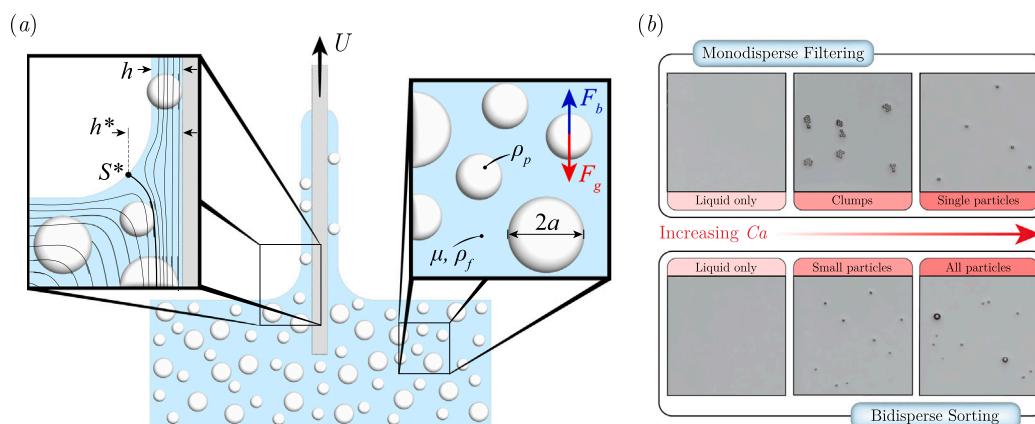 (a)
U
h
h*
S*
F_b
ρ_p
F_g
2a
μ, ρ_f
(b)
Monodisperse Filtering
Liquid only
Clumps
Single particles
Increasing Ca
Liquid only
Small particles
All particles
Bidisperse Sorting